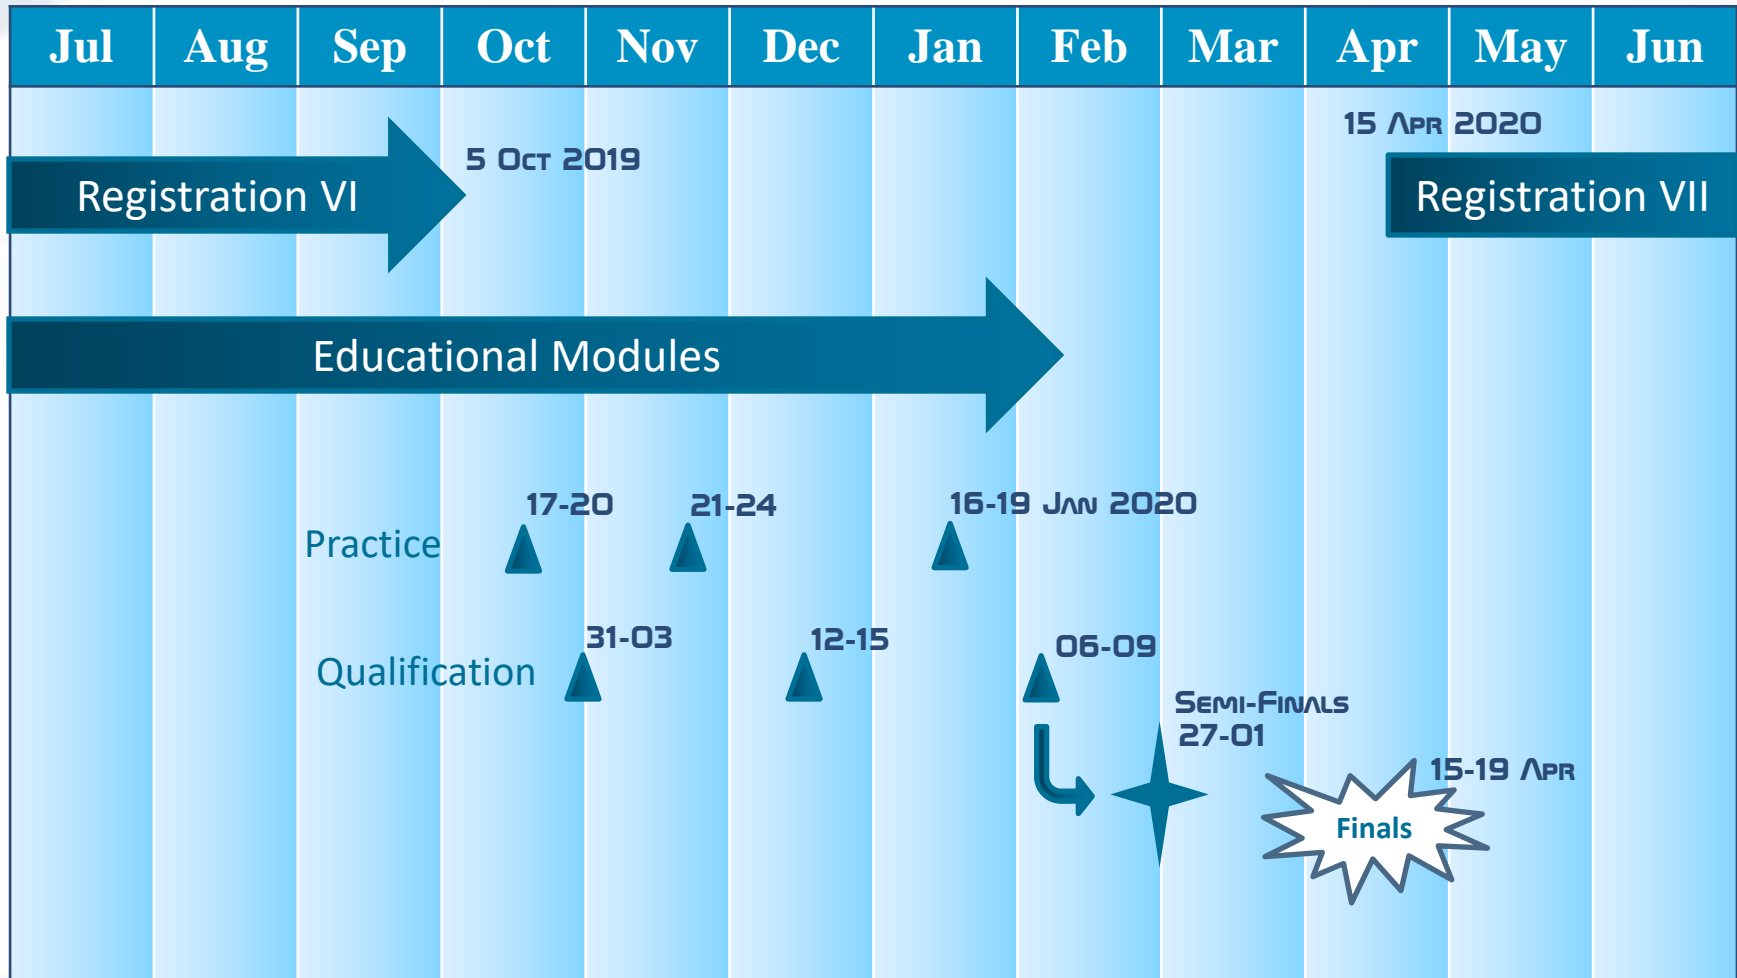 Jul Aug Sep Oct Nov Dec Jan Feb Mar Apr May Jun
15 Apr 2020
5 Oct 2019
Registration VI
Registration VII
Educational Modules
17-20
21-24
16-19 Jan 2020
Practice
31-03
12-15
06-09
Qualification
Semi-Finals
27-01
15-19 Apr
Finals